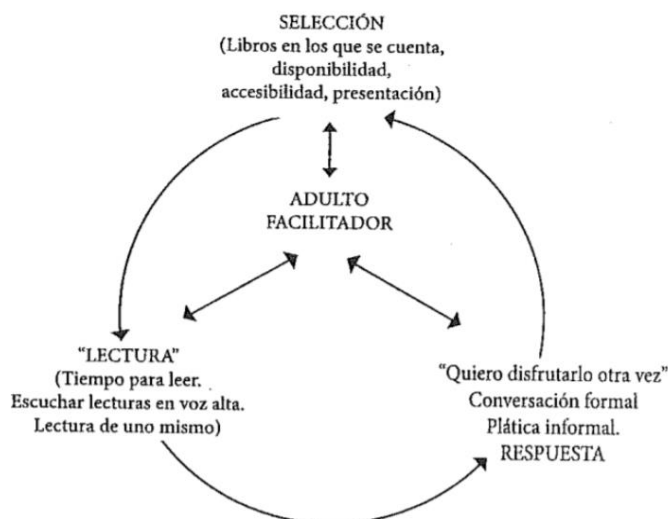 SELECCIÓN
(Libros en los que se cuenta,
disponibilidad,
accesibilidad, presentación)
ADULTO
FACILITADOR
"LECTURA"
(Tiempo para leer.
Escuchar lecturas en voz alta.
Lectura de uno mismo)
"Quiero disfrutarlo otra vez"
Conversación formal
Plática informal.
RESPUESTA